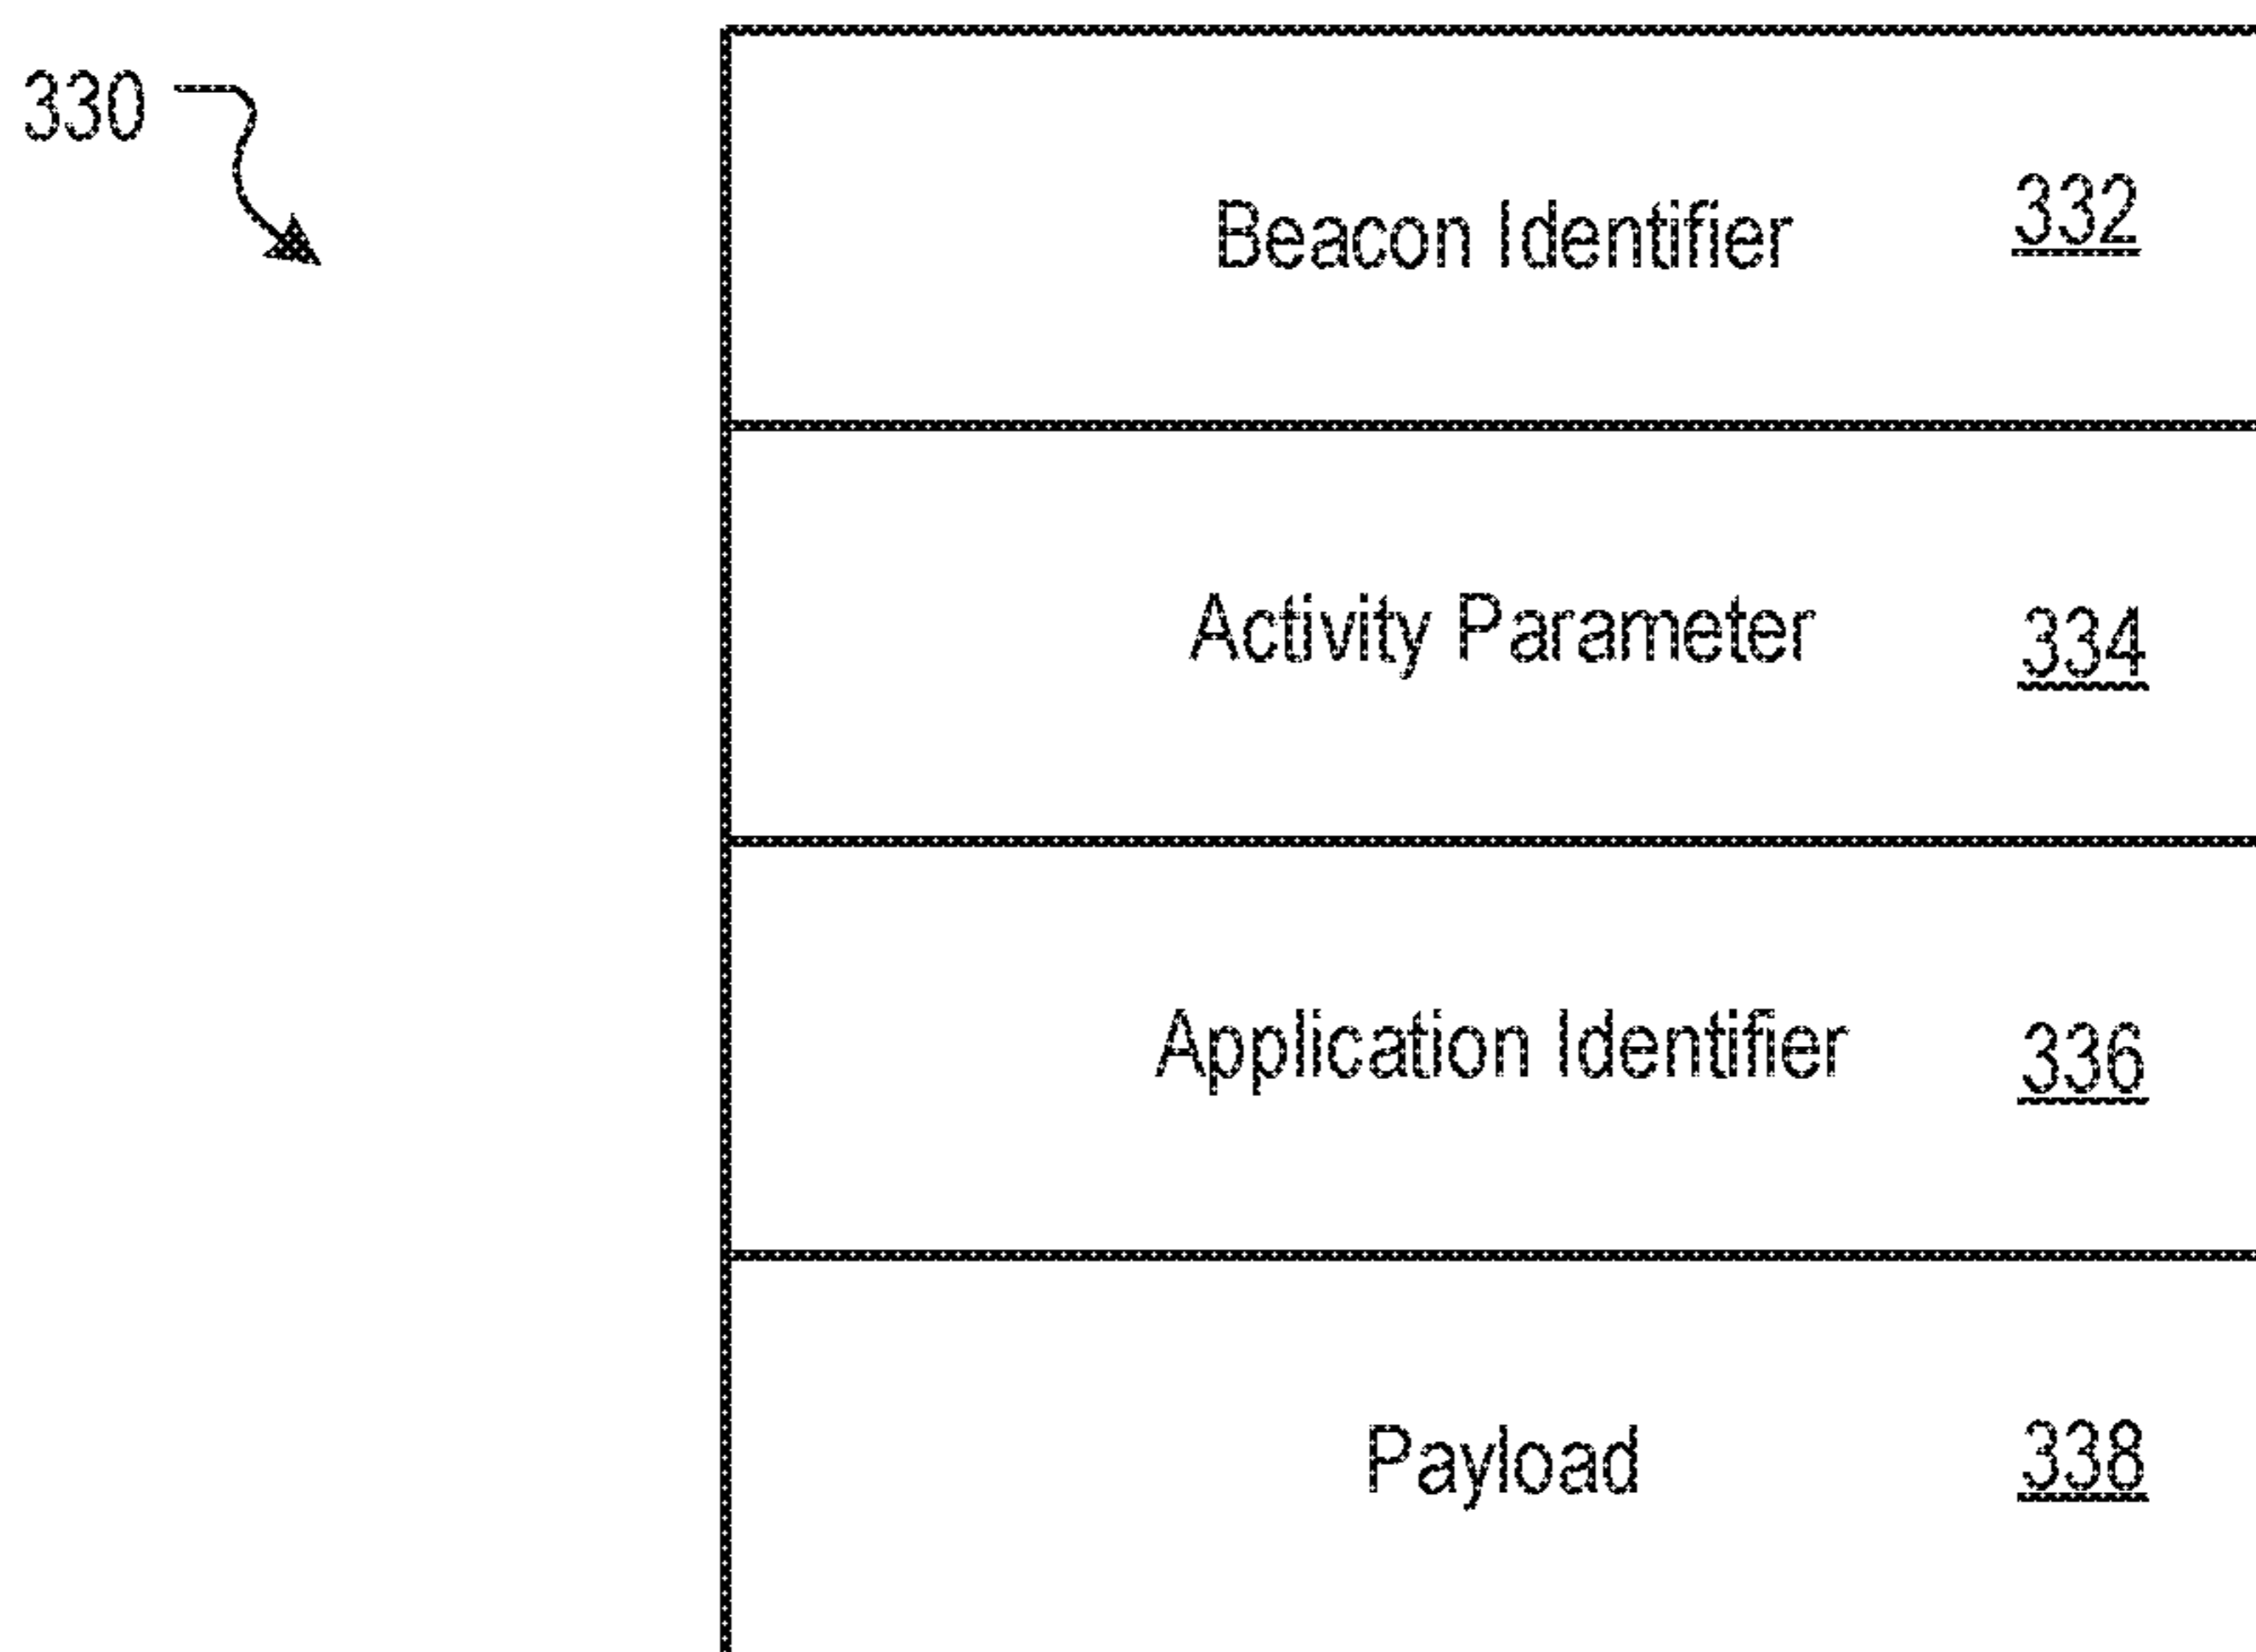 330
Beacon Identifier 332
Activity Parameter 334
Application Identifier 336
Payload 338